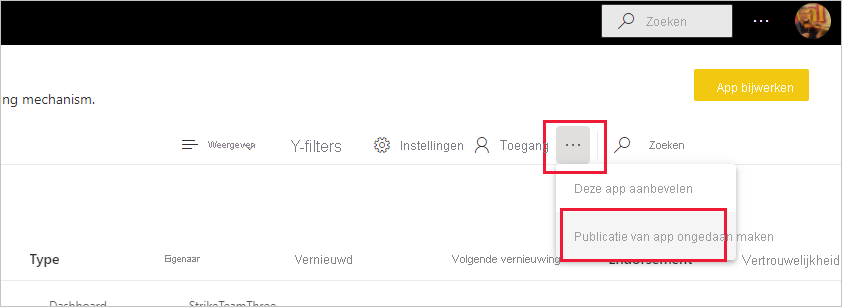 Zoeken ...
ng mechanism.
App bijwerken
Weergeven Y-filters Instellingen Toegang ... Zoeken
Deze app aanbevelen
Publicatie van app ongedaan maken
Type Eigenaar Vernieuwd Volgende vernieuwing Endorsement Vertrouwelijkheid
Dashboard StrikeTeamThree